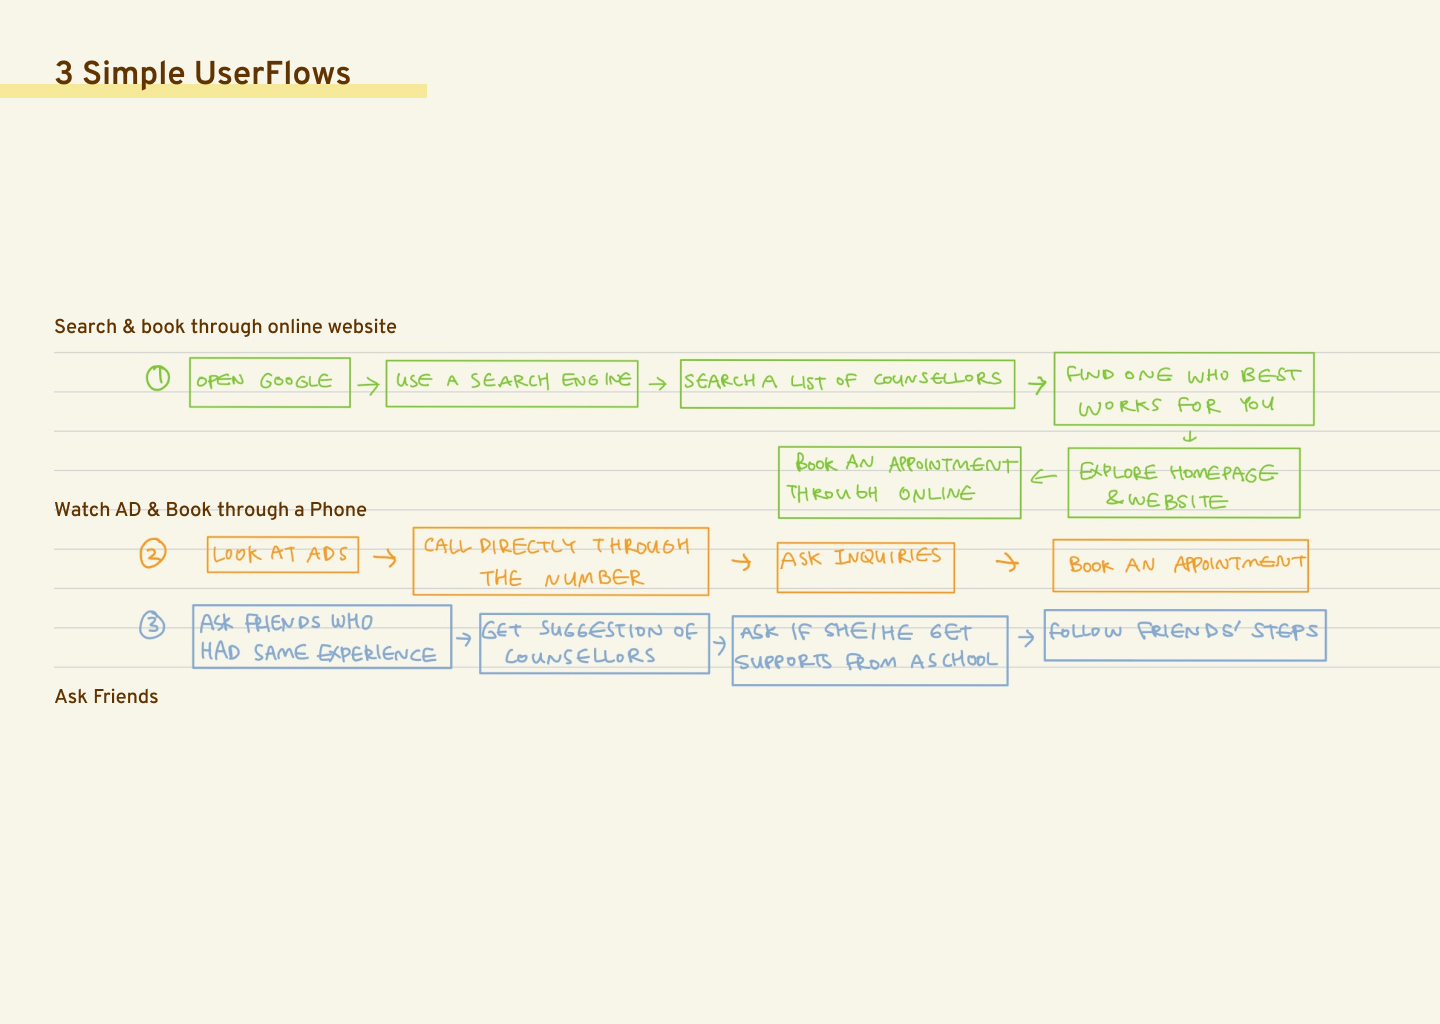 3 Simple UserFlows
Search & book through online website
1 OPEN GOOGLE → USE A SEARCH ENGINE → SEARCH A LIST OF COUNSELLORS → FIND ONE WHO BEST
WORKS FOR YOU
↓
EXPLORE HOMEPAGE
& WEBSITE
←
BOOK AN APPOINTMENT
THROUGH ONLINE
Watch AD & Book through a Phone
2 LOOK AT ADS → CALL DIRECTLY THROUGH
THE NUMBER
→ ASK INQUIRIES → BOOK AN APPOINTMENT
3 ASK FRIENDS WHO
HAD SAME EXPERIENCE
→ GET SUGGESTION OF
COUNSELLORS
→ ASK IF SHE/HE GET
SUPPORTS FROM A SCHOOL
→ FOLLOW FRIENDS' STEPS
Ask Friends